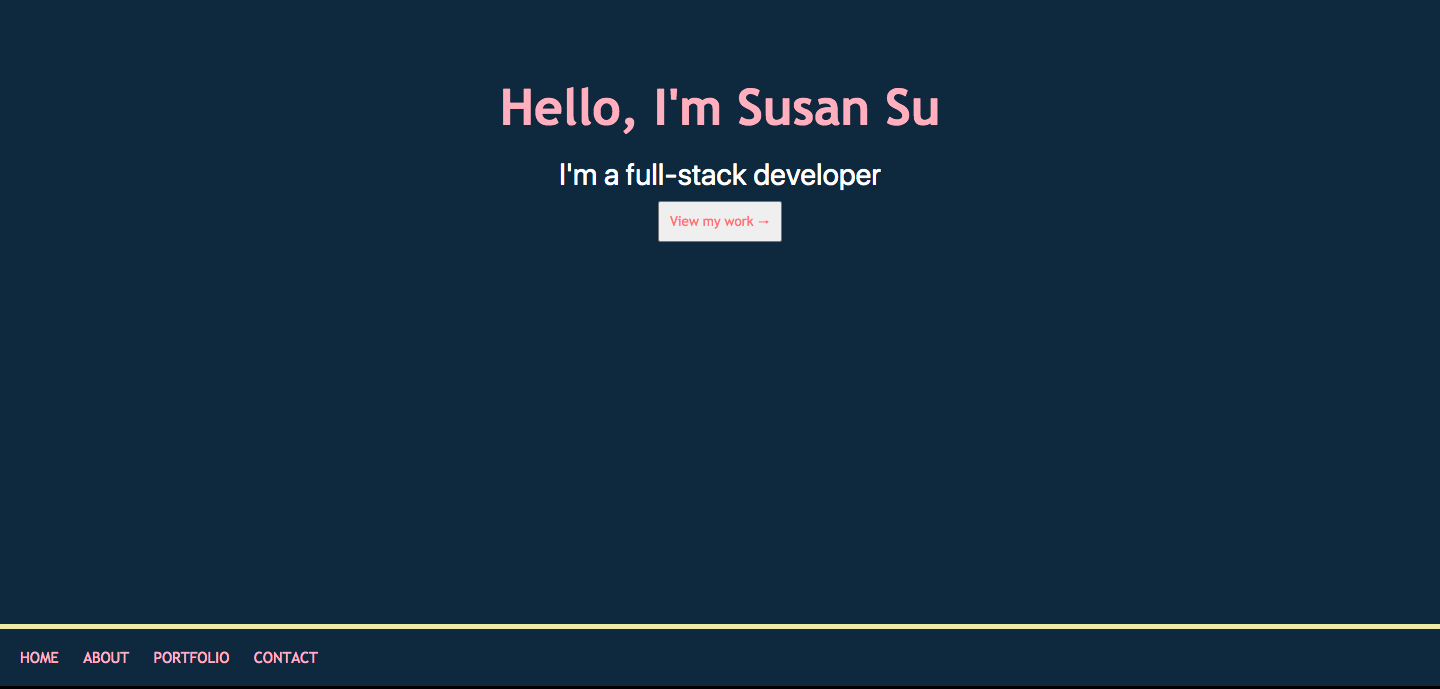 Hello, I'm Susan Su
I'm a full-stack developer
View my work →
HOME ABOUT PORTFOLIO CONTACT